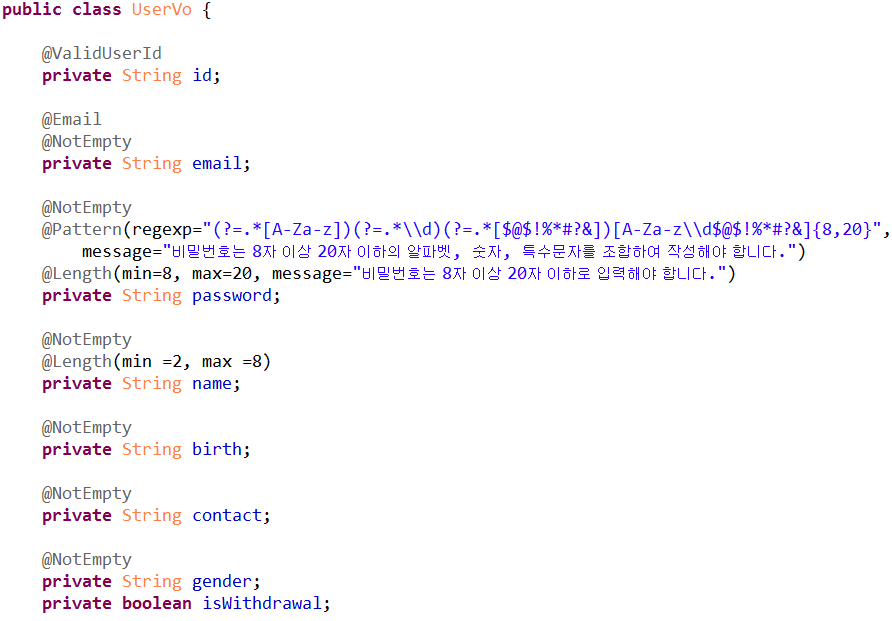 public class UserVo {
@ValidUserId
private String id;
@Email
@NotEmpty
private String email;
@NotEmpty
@Pattern(regexp="(?=.*[A-Za-z])(?=.*\\d)(?=.*[$@$!%*#?&])[A-Za-z\\d$@$!%*#?&]{8,20}",
message="비밀번호는 8자 이상 20자 이하의 알파벳, 숫자, 특수문자를 조합하여 작성해야 합니다.")
@Length(min=8, max=20, message="비밀번호는 8자 이상 20자 이하로 입력해야 합니다.")
private String password;
@NotEmpty
@Length(min =2, max =8)
private String name;
@NotEmpty
private String birth;
@NotEmpty
private String contact;
@NotEmpty
private String gender;
private boolean isWithdrawal;